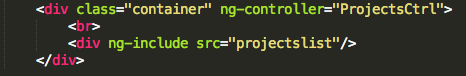 <div class="container" ng-controller="ProjectsCtrl">
<br>
<div ng-include src="projectslist"/>
</div>